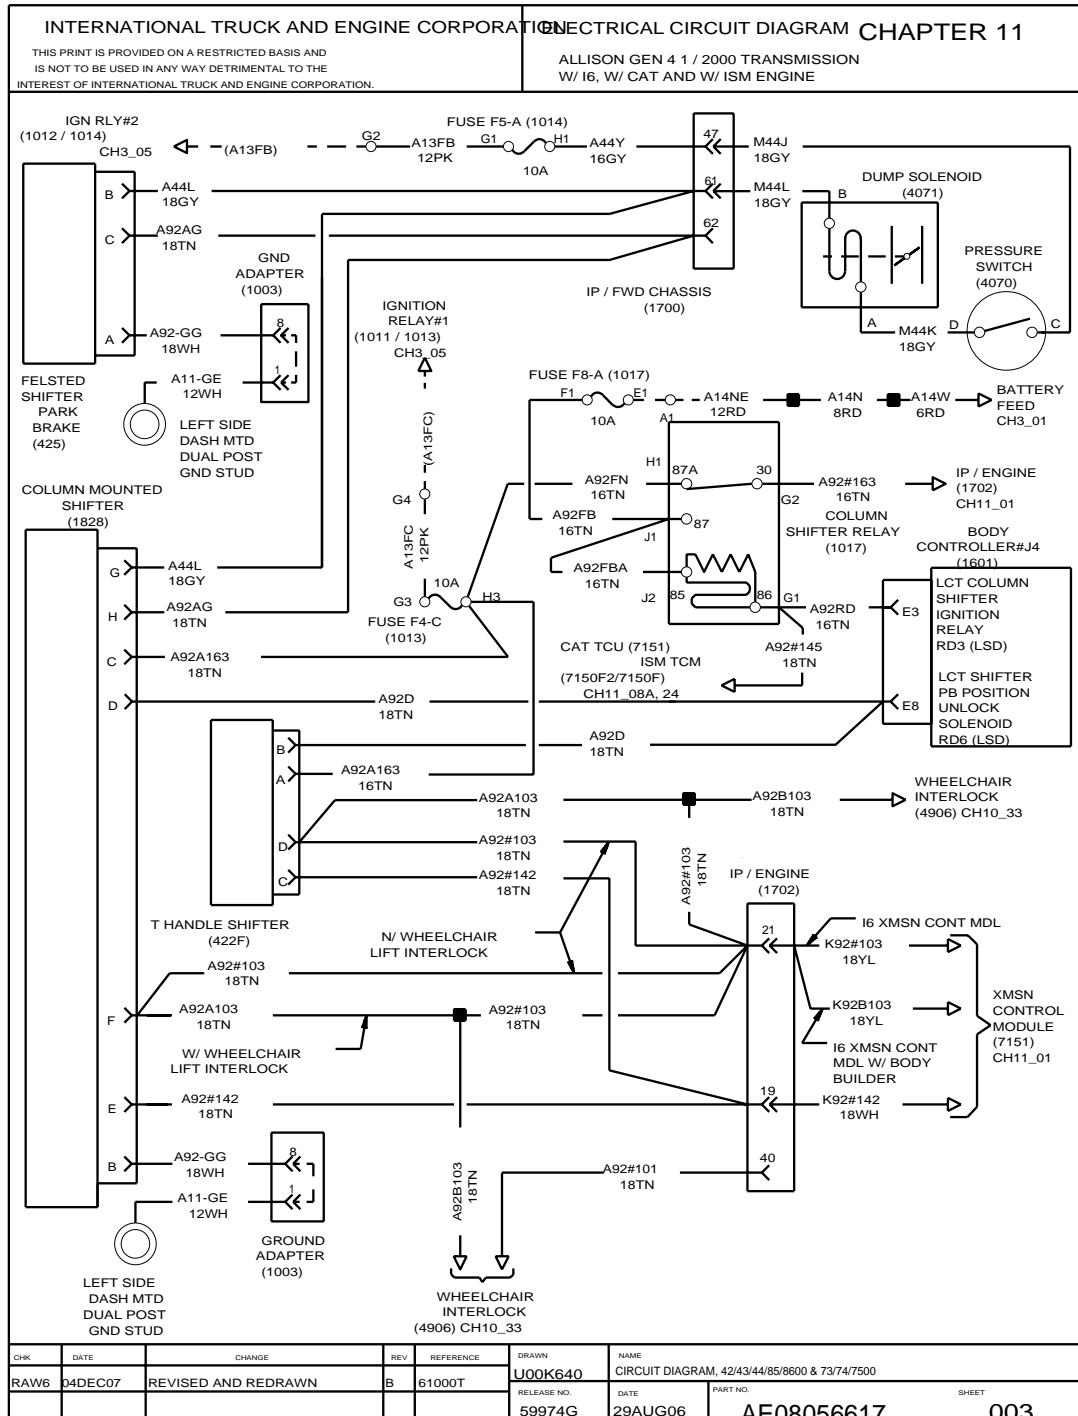 INTERNATIONAL TRUCK AND ENGINE CORPORATION
THIS PRINT IS PROVIDED ON A RESTRICTED BASIS AND
IS NOT TO BE USED IN ANY WAY DETRIMENTAL TO THE
INTEREST OF INTERNATIONAL TRUCK AND ENGINE CORPORATION.
ELECTRICAL CIRCUIT DIAGRAM CHAPTER 11
ALLISON GEN 4 1 / 2000 TRANSMISSION
W/ I6, W/ CAT AND W/ ISM ENGINE
IGN RLY#2
(1012 / 1014)
CH3_05
(A13FB)
G2
A13FB
12PK
FUSE F5-A (1014)
G1
H1
10A
A44Y
16GY
47
M44J
18GY
B
A44L
18GY
61
M44L
18GY
C
A92AG
18TN
62
IP / FWD CHASSIS
(1700)
DUMP SOLENOID
(4071)
B
A
M44K
18GY
PRESSURE
SWITCH
(4070)
D
C
GND
ADAPTER
(1003)
A
A92-GG
18WH
8
A11-GE
12WH
1
FELSTED
SHIFTER
PARK
BRAKE
(425)
LEFT SIDE
DASH MTD
DUAL POST
GND STUD
IGNITION
RELAY#1
(1011 / 1013)
CH3_05
(A13FC)
G4
A13FC
12PK
10A
G3
H3
FUSE F4-C
(1013)
FUSE F8-A (1017)
F1
E1
10A
A1
A14NE
12RD
A14N
8RD
A14W
6RD
BATTERY
FEED
CH3_01
A92FN
16TN
H1
87A
30
G2
A92#163
16TN
IP / ENGINE
(1702)
CH11_01
A92FB
16TN
J1
87
COLUMN
SHIFTER RELAY
(1017)
A92FBA
16TN
J2
85
86
G1
A92RD
16TN
A92#145
18TN
BODY
CONTROLLER#J4
(1601)
E3
LCT COLUMN
SHIFTER
IGNITION
RELAY
RD3 (LSD)
E8
LCT SHIFTER
PB POSITION
UNLOCK
SOLENOID
RD6 (LSD)
CAT TCU (7151)
ISM TCM
(7150F2/7150F)
CH11_08A, 24
COLUMN MOUNTED
SHIFTER
(1828)
G
A44L
18GY
H
A92AG
18TN
C
A92A163
18TN
D
A92D
18TN
B
A92D
18TN
A
A92A163
16TN
A92A103
18TN
A92B103
18TN
WHEELCHAIR
INTERLOCK
(4906) CH10_33
D
A92#103
18TN
C
A92#142
18TN
A92#103
18TN
T HANDLE SHIFTER
(422F)
N/ WHEELCHAIR
LIFT INTERLOCK
IP / ENGINE
(1702)
21
I6 XMSN CONT MDL
K92#103
18YL
A92#103
18TN
F
A92A103
18TN
A92#103
18TN
K92B103
18YL
XMSN
CONTROL
MODULE
(7151)
CH11_01
W/ WHEELCHAIR
LIFT INTERLOCK
I6 XMSN CONT
MDL W/ BODY
BUILDER
E
A92#142
18TN
19
K92#142
18WH
B
A92-GG
18WH
8
A92B103
18TN
A92#101
18TN
40
A11-GE
12WH
1
GROUND
ADAPTER
(1003)
LEFT SIDE
DASH MTD
DUAL POST
GND STUD
WHEELCHAIR
INTERLOCK
(4906) CH10_33
CHK DATE CHANGE REV REFERENCE DRAWN NAME
RAW6 04DEC07 REVISED AND REDRAWN B 61000T U00K640 CIRCUIT DIAGRAM, 42/43/44/85/8600 & 73/74/7500
RELEASE NO. DATE PART NO. SHEET
59974G 29AUG06 AE08056617 003